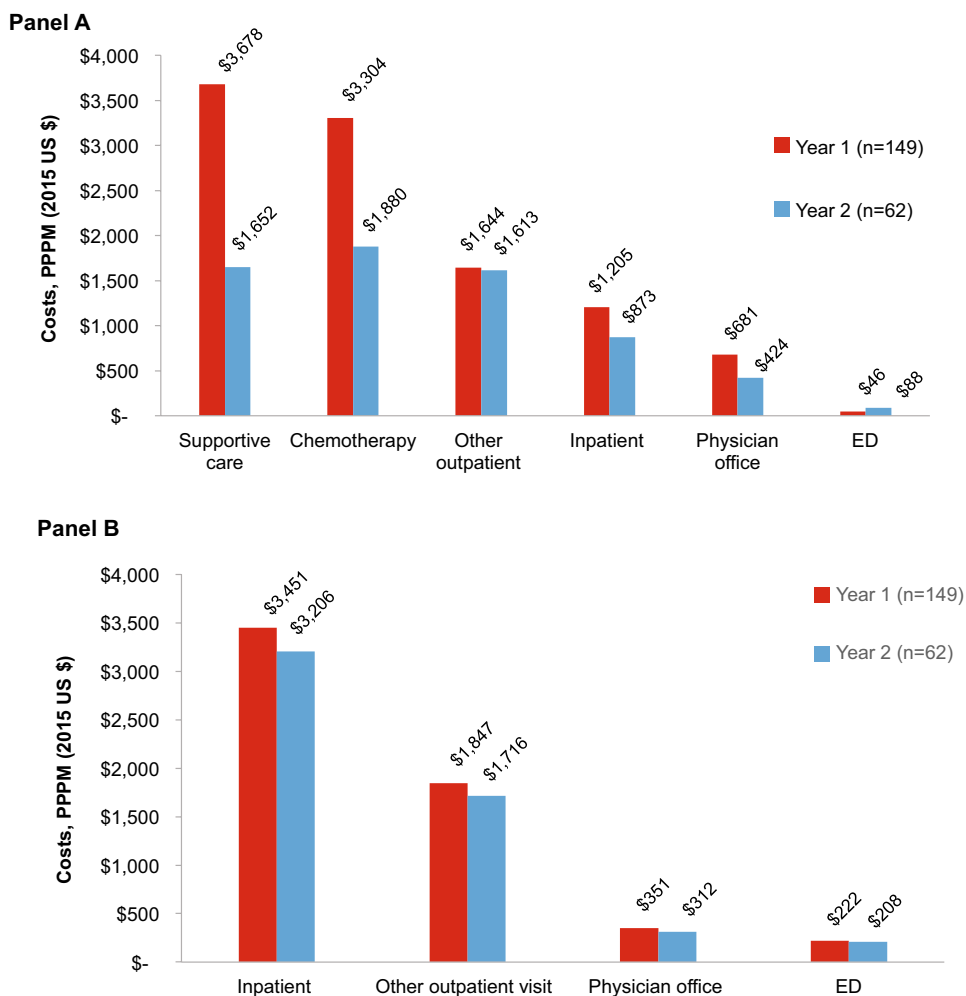 Panel A
$4,000
$3,500
$3,000
$2,500
$2,000
$1,500
$1,000
$500
$-
Costs, PPPM (2015 US $)
$3,678
$1,652
$3,304
$1,880
$1,644
$1,613
$1,205
$873
$681
$424
$46
$88
Year 1 (n=149)
Year 2 (n=62)
Supportive
care
Chemotherapy
Other
outpatient
Inpatient
Physician
office
ED
Panel B
$4,000
$3,500
$3,000
$2,500
$2,000
$1,500
$1,000
$500
$-
Costs, PPPM (2015 US $)
$3,451
$3,206
$1,847
$1,716
$351
$312
$222
$208
Year 1 (n=149)
Year 2 (n=62)
Inpatient
Other outpatient visit
Physician office
ED